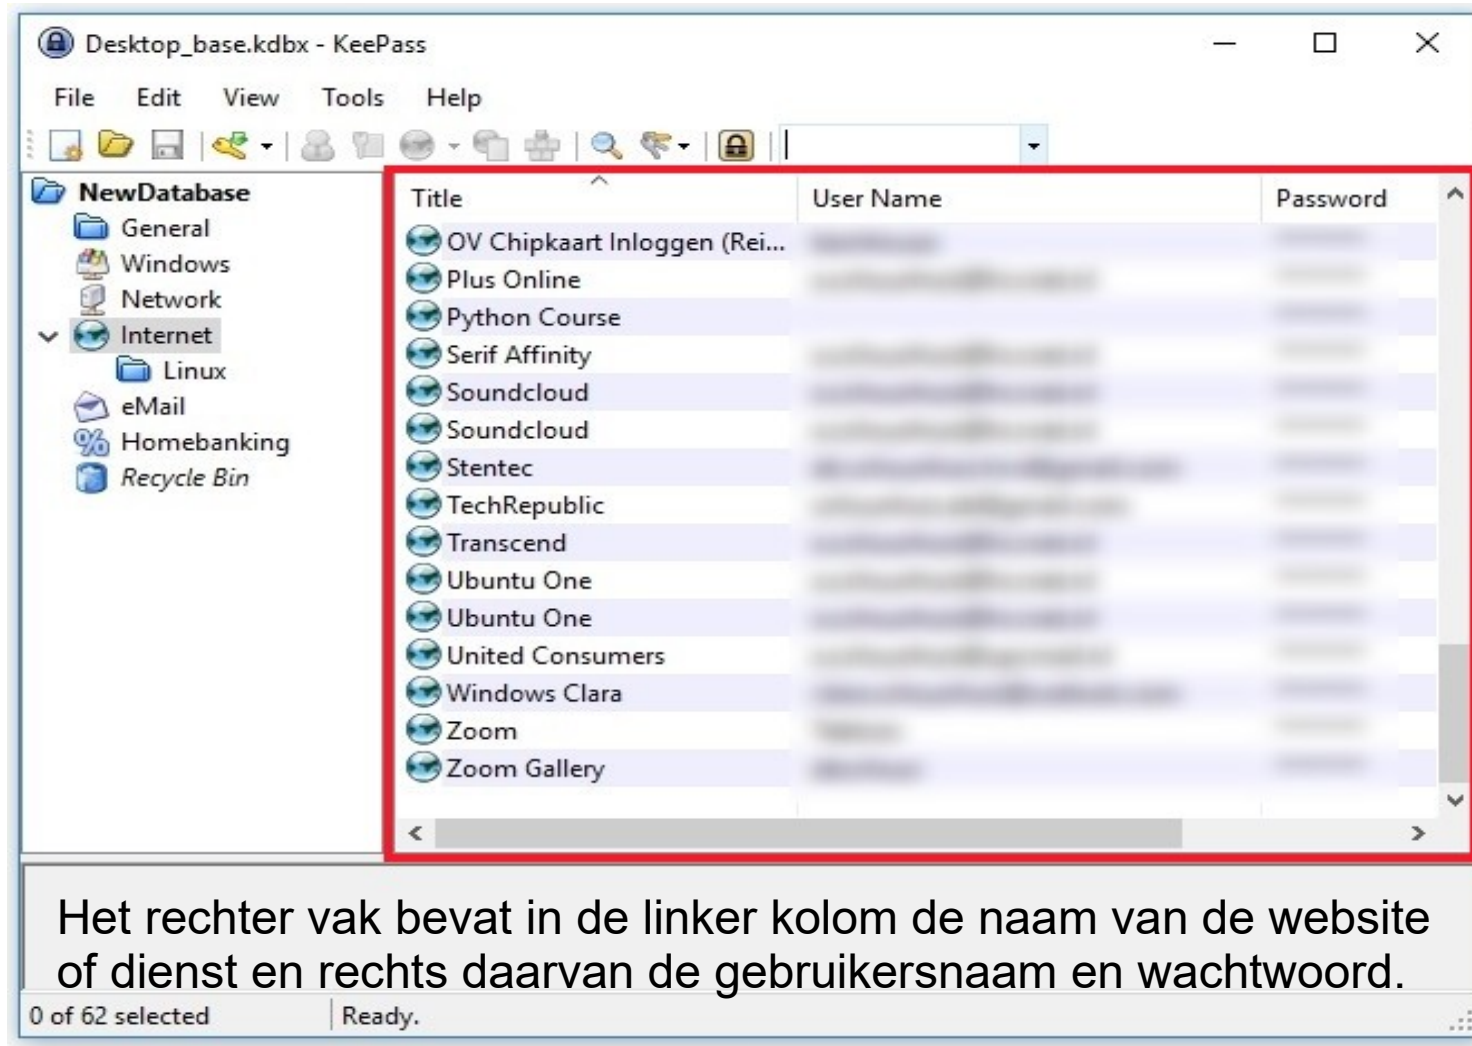 Desktop_base.kdbx - KeePass
File Edit View Tools Help
NewDatabase
General
Windows
Network
Internet
Linux
eMail
Homebanking
Recycle Bin
Title User Name Password
OV Chipkaart Inloggen (Rei...
Plus Online
Python Course
Serif Affinity
Soundcloud
Soundcloud
Stentec
TechRepublic
Transcend
Ubuntu One
Ubuntu One
United Consumers
Windows Clara
Zoom
Zoom Gallery
Het rechter vak bevat in de linker kolom de naam van de website
of dienst en rechts daarvan de gebruikersnaam en wachtwoord.
0 of 62 selected Ready.